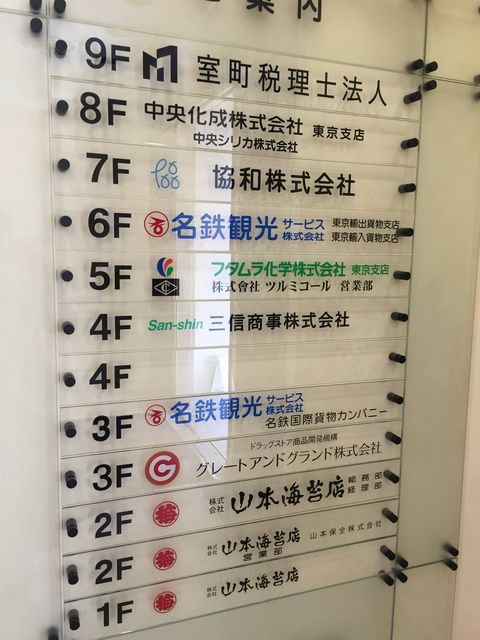 案内
9F 室町税理士法人
8F 中央化成株式会社 東京支店
中央シリカ株式会社
7F 協和株式会社
6F 名鉄観光 サービス株式会社 東京輸出貨物支店
東京輸入貨物支店
5F フタムラ化学株式会社 東京支店
株式會社 ツルミコール 営業部
4F San-shin 三信商事株式会社
4F
3F 名鉄観光 サービス株式会社
名鉄国際貨物カンパニー
ドラッグストア商品開発機構
3F G グレートアンドグランド株式会社
2F 梅 株式会社 山本海苔店 総務部 経理部
2F 梅 株式会社 山本海苔店 山本保全株式会社
営業部
1F 梅 株式会社 山本海苔店